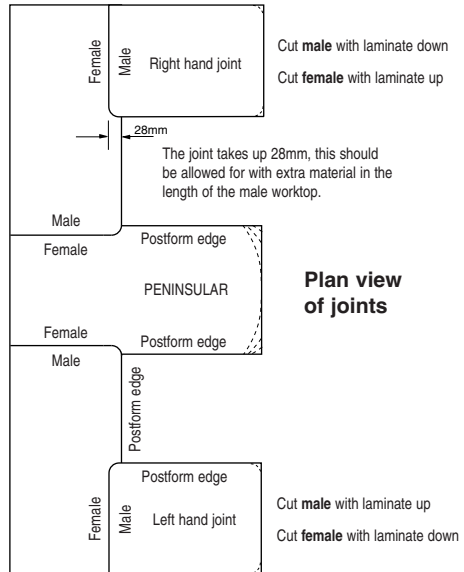 Female
Male
Right hand joint
Cut male with laminate down
Cut female with laminate up
28mm
The joint takes up 28mm, this should
be allowed for with extra material in the
length of the male worktop.
Male
Female
Postform edge
PENINSULAR
Plan view
of joints
Female
Male
Postform edge
Postform edge
Postform edge
Female
Male
Left hand joint
Cut male with laminate up
Cut female with laminate down